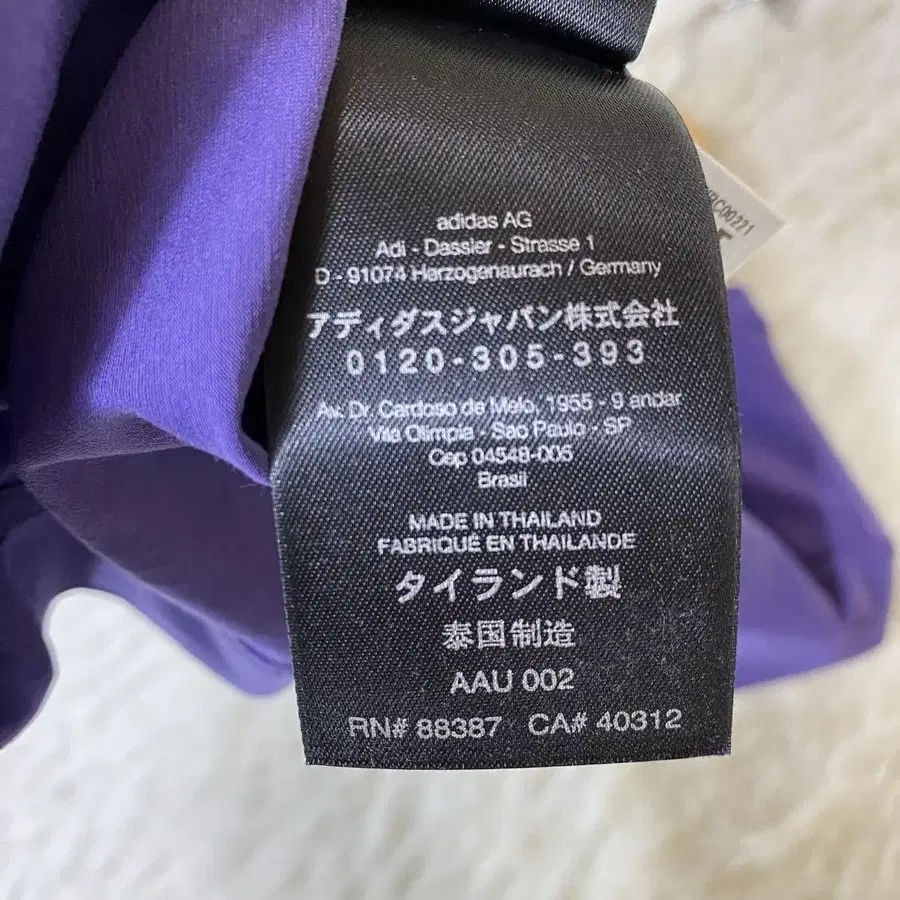 adidas AG
Adi - Dassler - Strasse 1
D - 91074 Herzogenaurach / Germany
アディダスジャパン株式会社
0120-305-393
Av. Dr. Cardoso de Melo, 1955 - 9 andar
Vila Olimpia - Sao Paulo - SP
Cep 04548-005
Brasil
MADE IN THAILAND
FABRIQUÉ EN THAILANDE
タイランド製
泰国制造
AAU 002
RN# 88387 CA# 40312